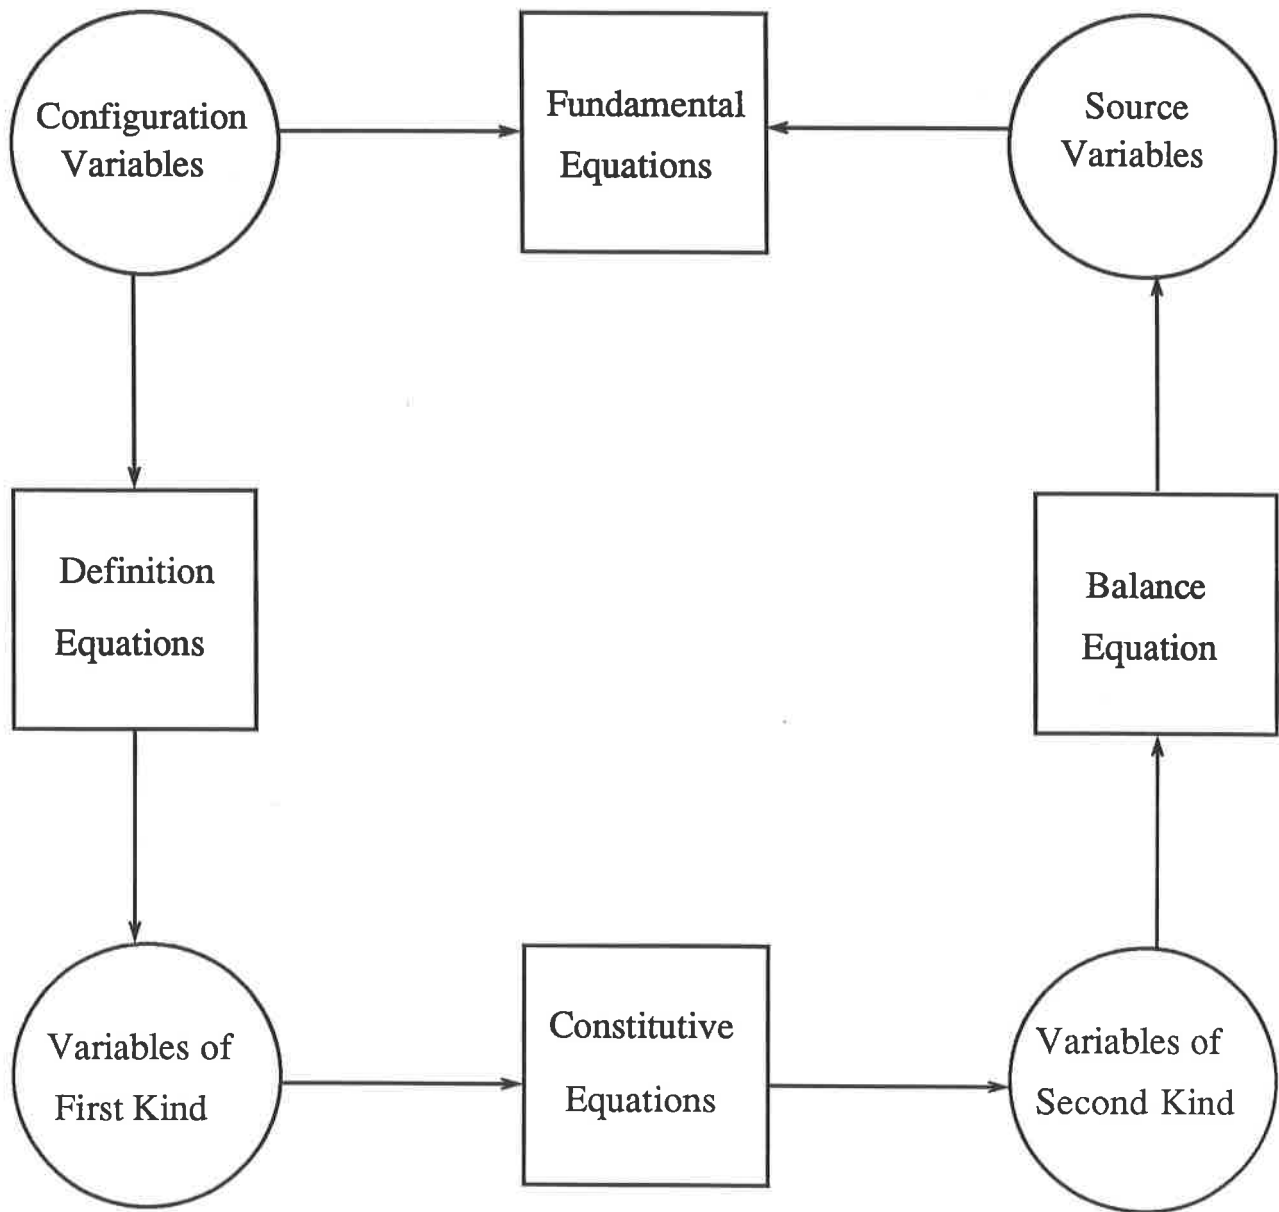 Configuration
Variables
Fundamental
Equations
Source
Variables
Definition
Equations
Balance
Equation
Variables of
First Kind
Constitutive
Equations
Variables of
Second Kind